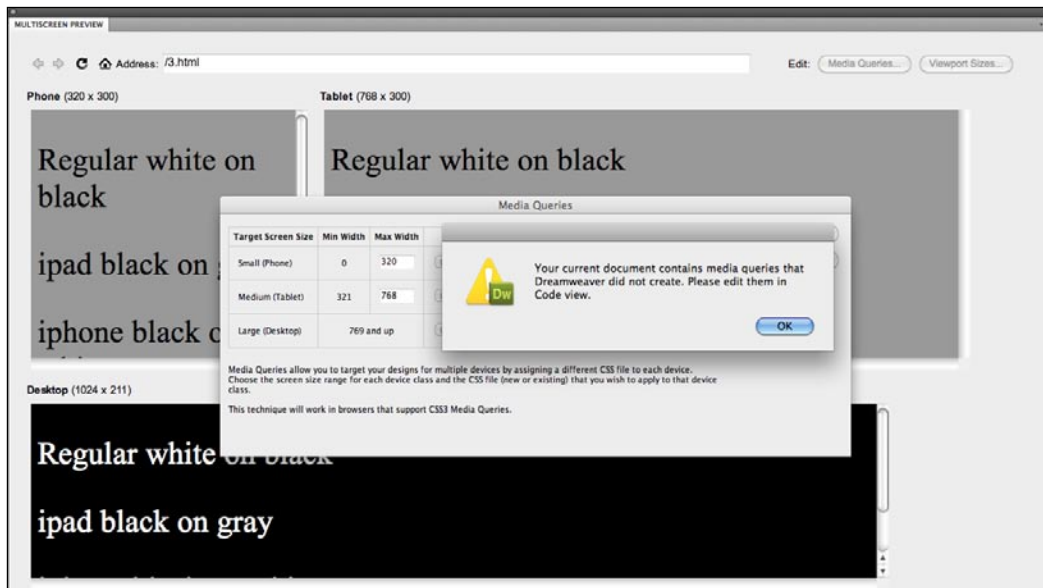 MULTISCREEN PREVIEW
Address: /3.html
Edit: Media Queries... Viewport Sizes...
Phone (320 x 300)
Tablet (768 x 300)
Regular white on
black
ipad black on
iphone black o
Regular white on black
Media Queries
Target Screen Size Min Width Max Width
Small (Phone) 0 320
Medium (Tablet) 321 768
Large (Desktop) 769 and up
Your current document contains media queries that
Dreamweaver did not create. Please edit them in
Code view.
Dw
OK
Media Queries allow you to target your designs for multiple devices by assigning a different CSS file to each device.
Choose the screen size range for each device class and the CSS file (new or existing) that you wish to apply to that device
class.
This technique will work in browsers that support CSS3 Media Queries.
Desktop (1024 x 211)
Regular white on black
ipad black on gray